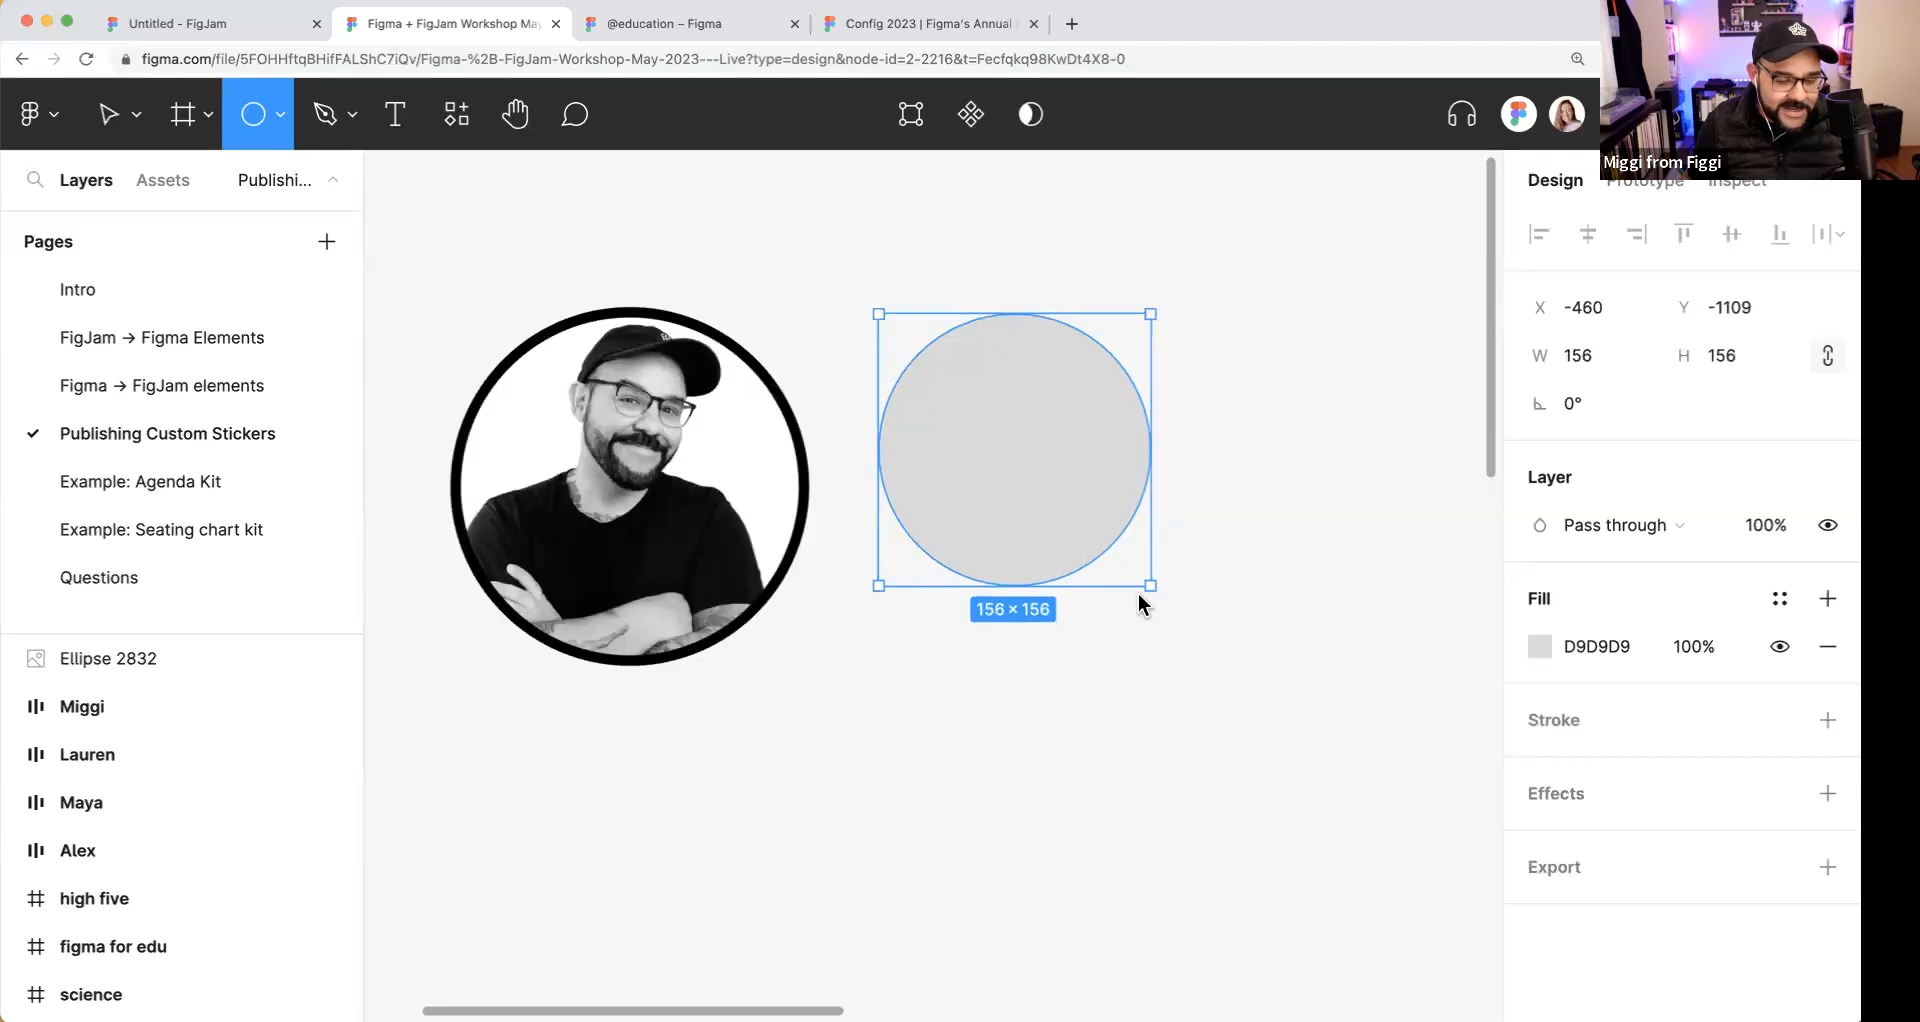 Untitled - FigJam
Figma + FigJam Workshop May
@education – Figma
Config 2023 | Figma's Annual
figma.com/file/5FOHHftqBHifFALShC7iQv/Figma-%2B-FigJam-Workshop-May-2023---Live?type=design&node-id=2-2216&t=Fecfqkq98KwDt4X8-0
Miggi from Figgi
Layers Assets Publishi...
Design Prototype Inspect
Pages
Intro
FigJam → Figma Elements
Figma → FigJam elements
Publishing Custom Stickers
Example: Agenda Kit
Example: Seating chart kit
Questions
Ellipse 2832
Miggi
Lauren
Maya
Alex
high five
figma for edu
science
156 × 156
X -460 Y -1109
W 156 H 156
0°
Layer
Pass through 100%
Fill
D9D9D9 100%
Stroke
Effects
Export